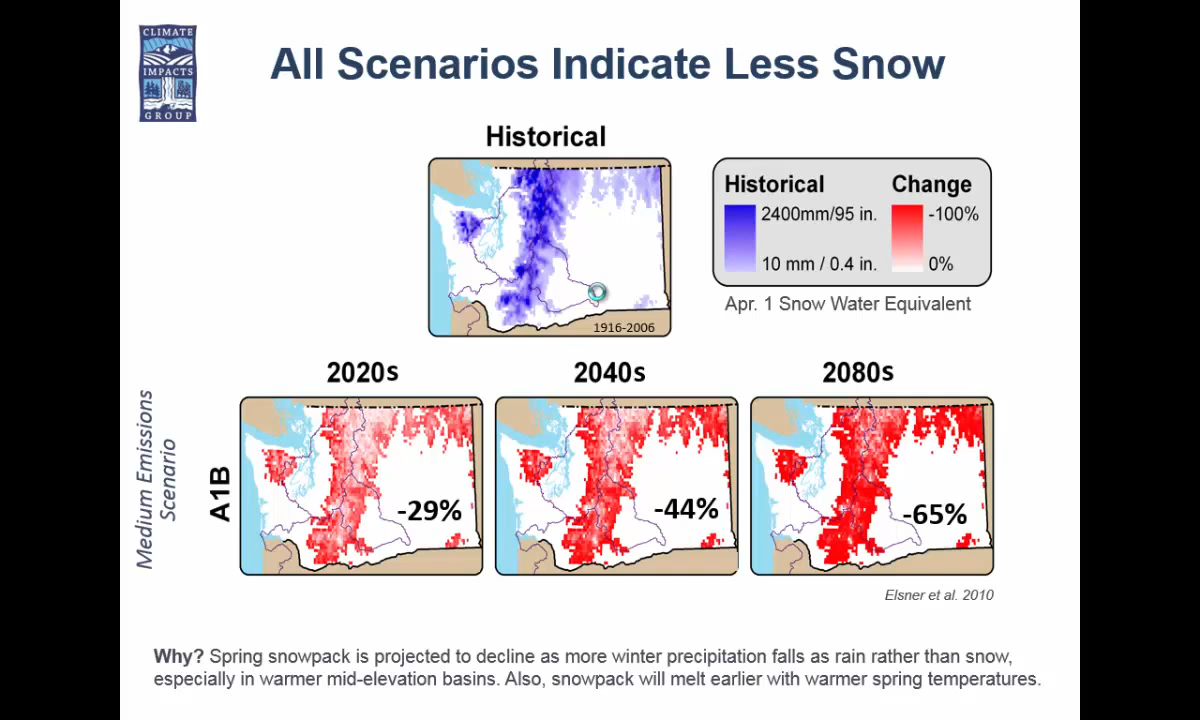 CLIMATE
IMPACTS
GROUP
All Scenarios Indicate Less Snow
Historical
1916-2006
Historical Change
2400mm/95 in. -100%
10 mm / 0.4 in. 0%
Apr. 1 Snow Water Equivalent
2020s 2040s 2080s
Medium Emissions
Scenario
A1B
-29% -44% -65%
Elsner et al. 2010
Why? Spring snowpack is projected to decline as more winter precipitation falls as rain rather than snow,
especially in warmer mid-elevation basins. Also, snowpack will melt earlier with warmer spring temperatures.